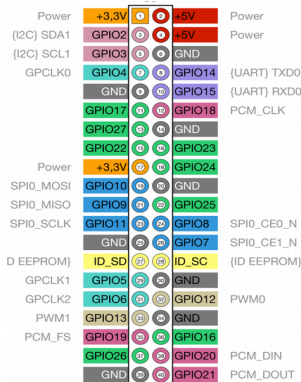 Power +3,3V 1 2 +5V Power
{I2C} SDA1 GPIO2 3 4 +5V Power
{I2C} SCL1 GPIO3 5 6 GND
GPCLK0 GPIO4 7 8 GPIO14 {UART} TXD0
GND 9 10 GPIO15 {UART} RXD0
GPIO17 11 12 GPIO18 PCM_CLK
GPIO27 13 14 GND
GPIO22 15 16 GPIO23
Power +3,3V 17 18 GPIO24
SPI0_MOSI GPIO10 19 20 GND
SPI0_MISO GPIO9 21 22 GPIO25
SPI0_SCLK GPIO11 23 24 GPIO8 SPI0_CE0_N
GND 25 26 GPIO7 SPI0_CE1_N
D EEPROM} ID_SD 27 28 ID_SC {ID EEPROM}
GPCLK1 GPIO5 29 30 GND
GPCLK2 GPIO6 31 32 GPIO12 PWM0
PWM1 GPIO13 33 34 GND
PCM_FS GPIO19 35 36 GPIO16
GPIO26 37 38 GPIO20 PCM_DIN
GND 39 40 GPIO21 PCM_DOUT